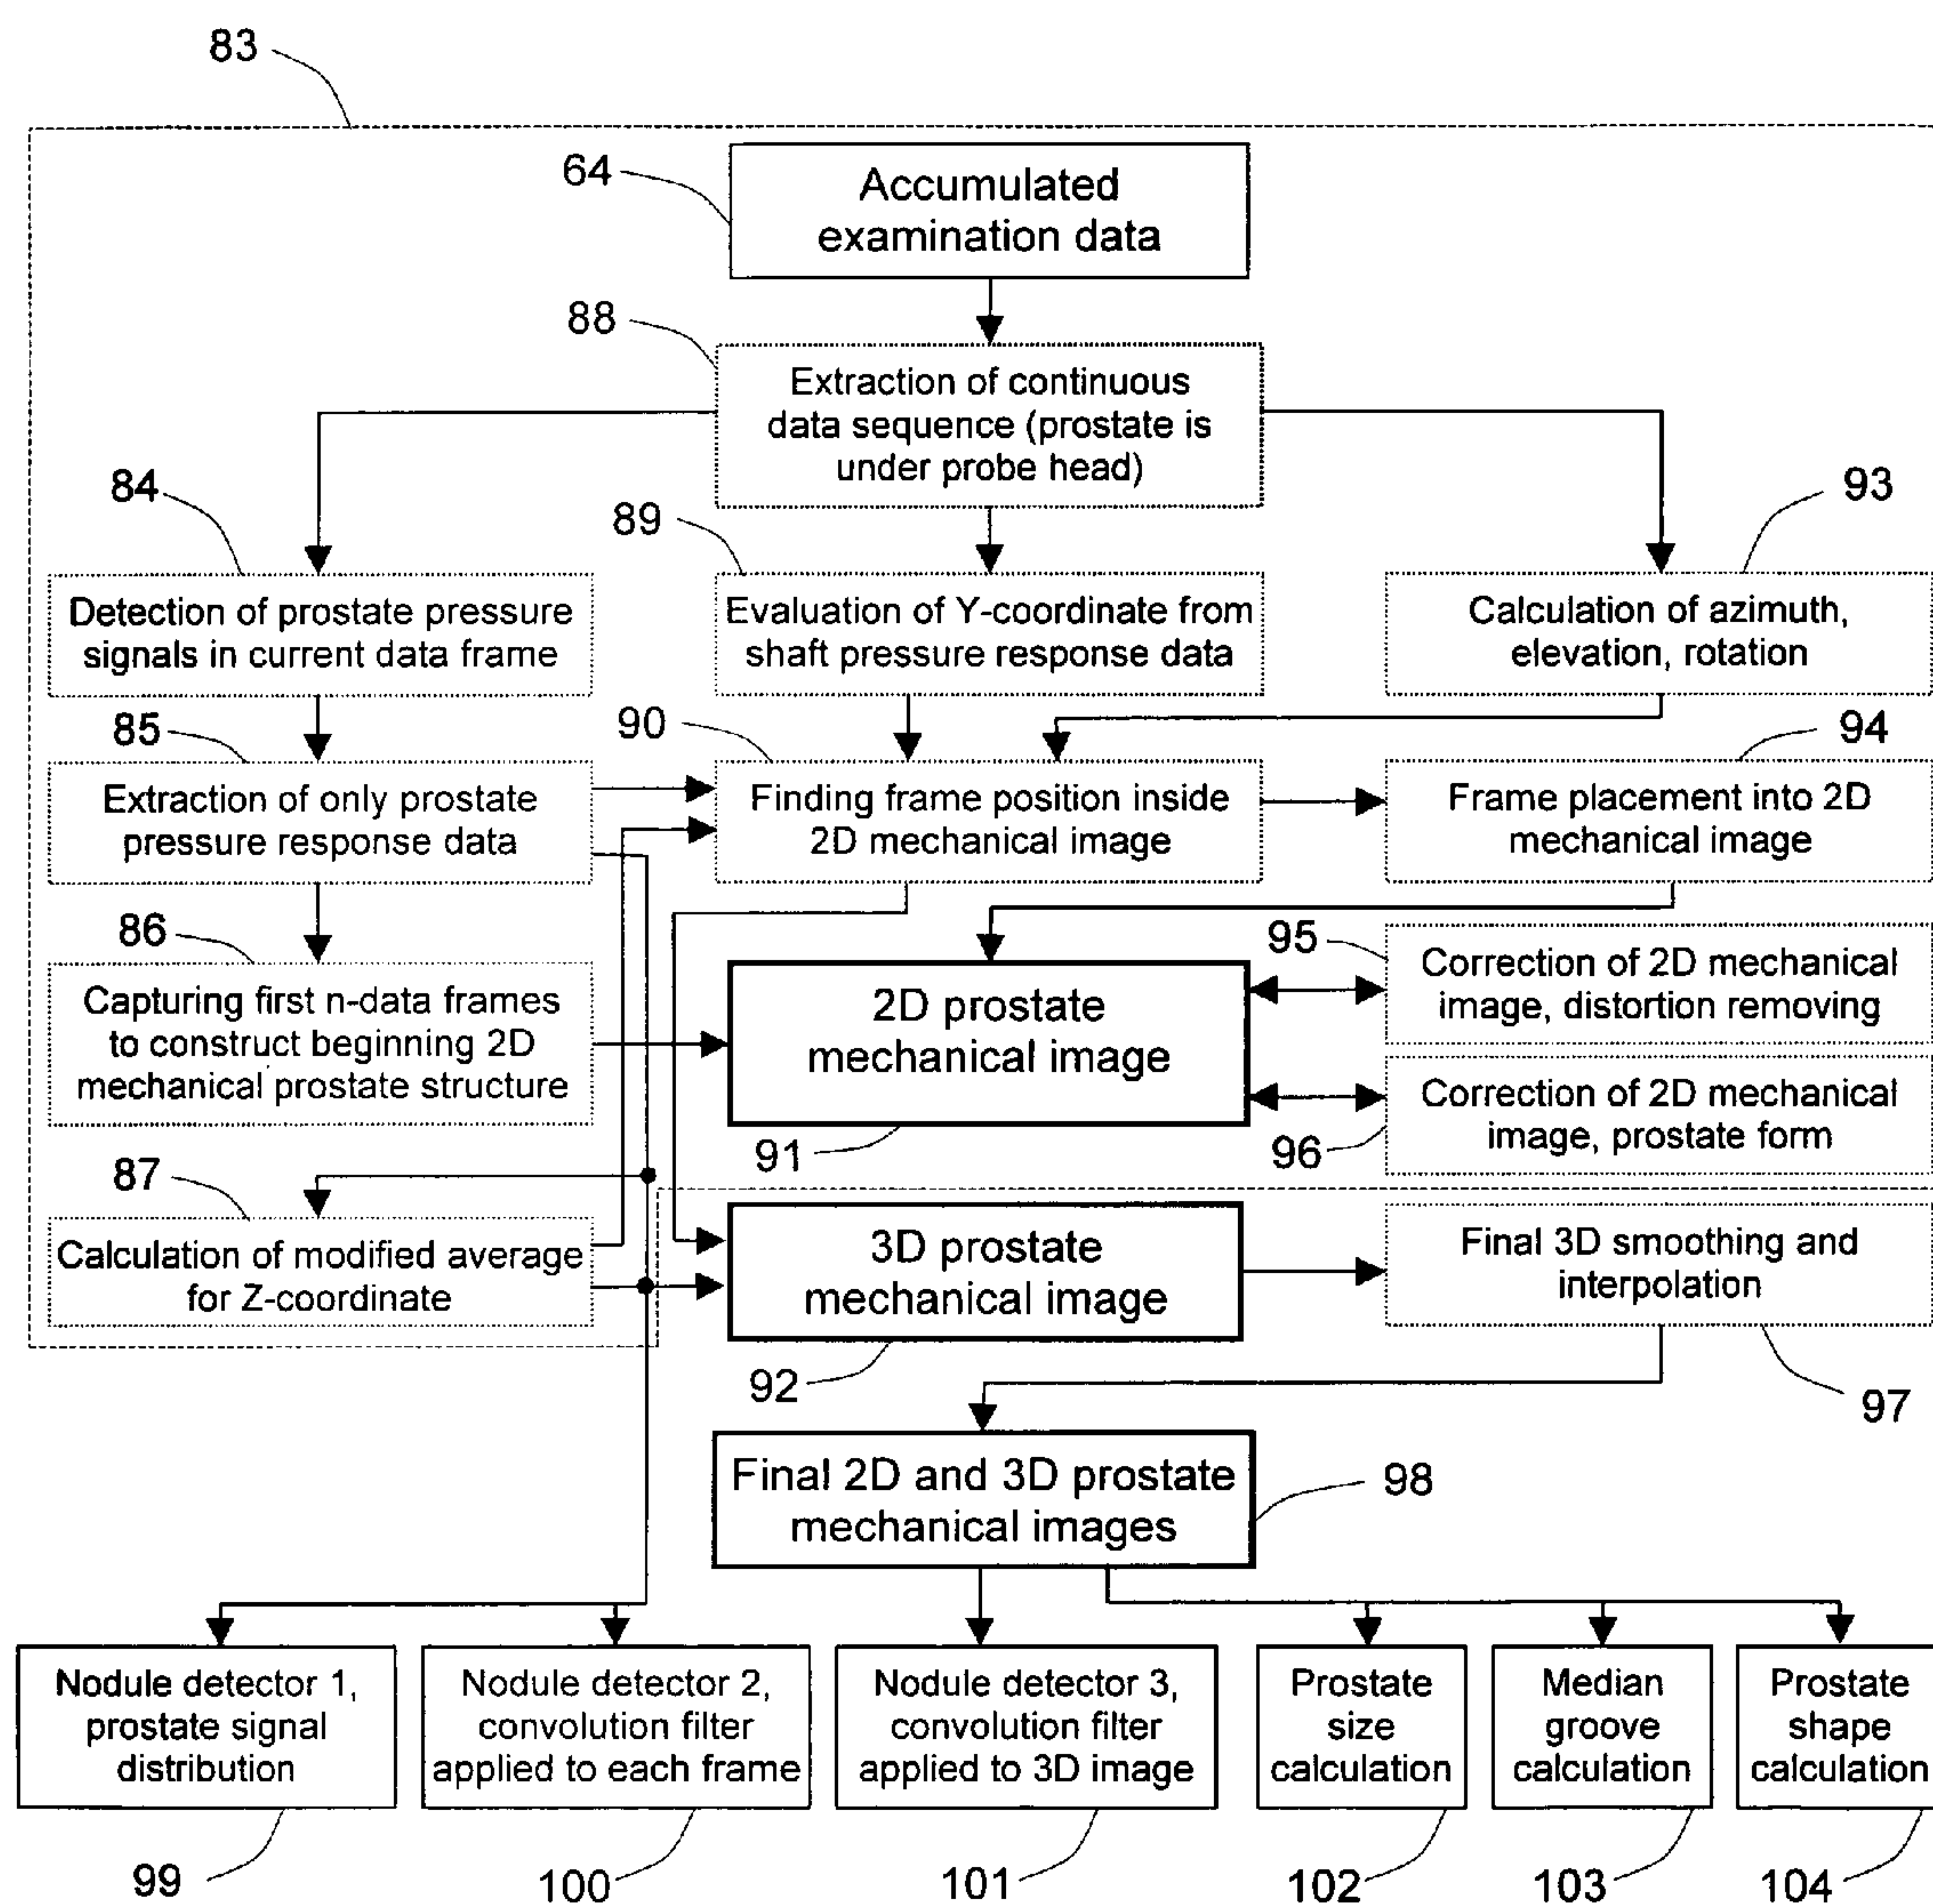 83
64
Accumulated
examination data
88
Extraction of continuous
data sequence (prostate is
under probe head)
84
89
93
Detection of prostate pressure
signals in current data frame
Evaluation of Y-coordinate from
shaft pressure response data
Calculation of azimuth,
elevation, rotation
85
90
94
Extraction of only prostate
pressure response data
Finding frame position inside
2D mechanical image
Frame placement into 2D
mechanical image
86
95
Capturing first n-data frames
to construct beginning 2D
mechanical prostate structure
2D prostate
mechanical image
Correction of 2D mechanical
image, distortion removing
Correction of 2D mechanical
image, prostate form
91
96
87
Calculation of modified average
for Z-coordinate
3D prostate
mechanical image
Final 3D smoothing and
interpolation
92
97
Final 2D and 3D prostate
mechanical images
98
Nodule detector 1,
prostate signal
distribution
Nodule detector 2,
convolution filter
applied to each frame
Nodule detector 3,
convolution filter
applied to 3D image
Prostate
size
calculation
Median
groove
calculation
Prostate
shape
calculation
99
100
101
102
103
104